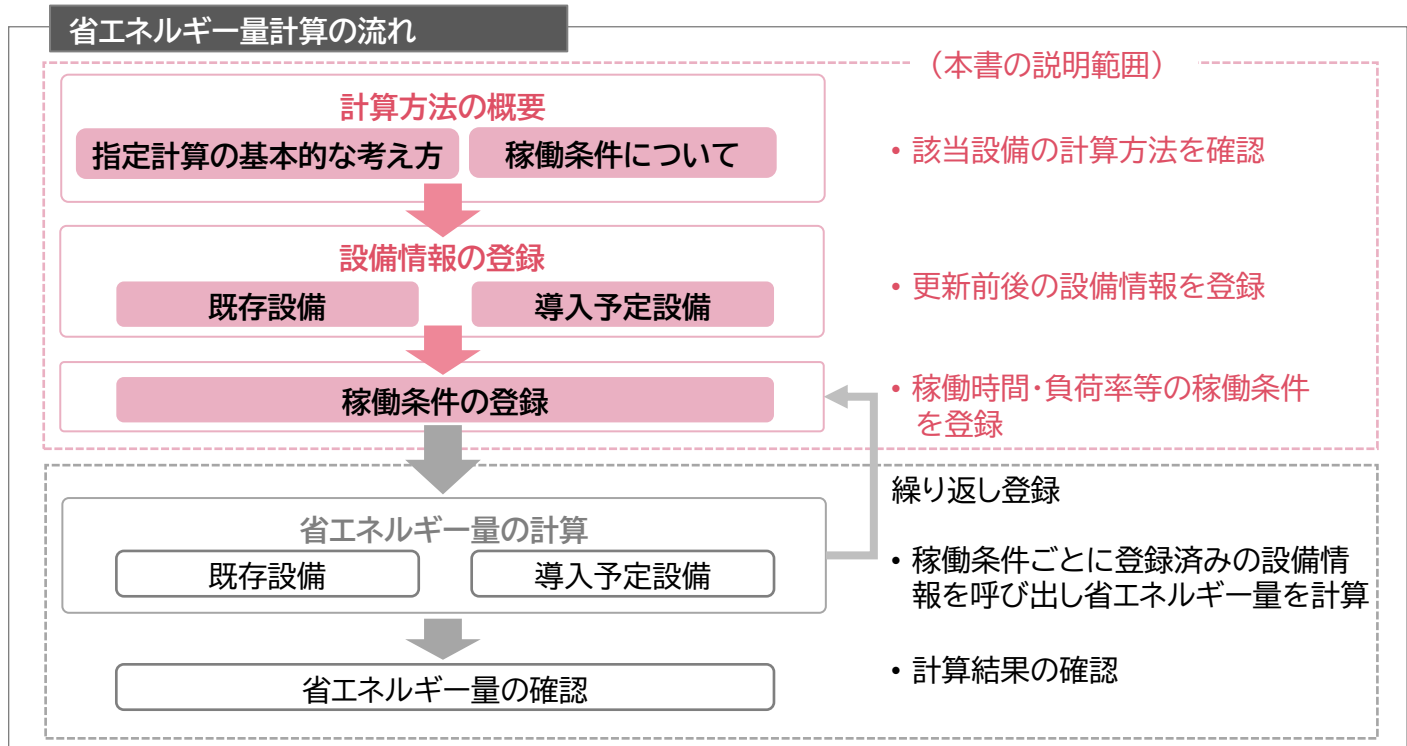 省エネルギー量計算の流れ
（本書の説明範囲）
計算方法の概要
指定計算の基本的な考え方
稼働条件について
・該当設備の計算方法を確認
設備情報の登録
既存設備
導入予定設備
・更新前後の設備情報を登録
稼働条件の登録
・稼働時間・負荷率等の稼働条件
を登録
繰り返し登録
省エネルギー量の計算
既存設備
導入予定設備
・稼働条件ごとに登録済みの設備情
報を呼び出し省エネルギー量を計算
省エネルギー量の確認
・計算結果の確認